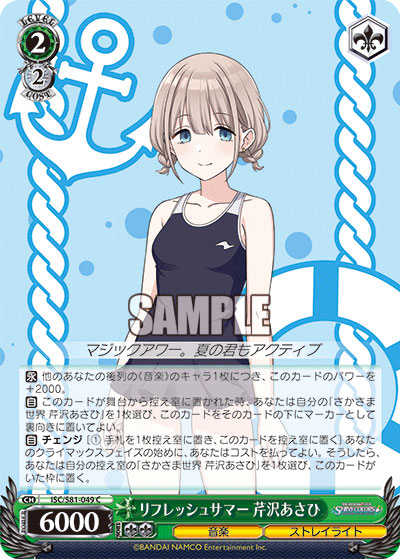 LEVEL
2
2
COST
SAMPLE
マジックアワー。夏の君もアクティブ
永 他のあなたの後列の《音楽》のキャラ1枚につき、このカードのパワーを
+2000。
自 このカードが舞台から控え室に置かれた時、あなたは自分の「さかさま
世界 芹沢あさひ」を1枚選び、このカードをそのカードの下にマーカーとして
裏向きに置いてよい。
自 チェンジ [① 手札を1枚控え室に置き、このカードを控え室に置く] あなた
のクライマックスフェイズの始めに、あなたはコストを払ってよい。そうしたら、あ
なたは自分の控え室の「さかさま世界 芹沢あさひ」を1枚選び、このカードが
いた枠に置く。
CH ISC/S81-049 C
POWER 6000
リフレッシュサマー 芹沢あさひ
SHINY COLORS
音楽
ストレイライト
©BANDAI NAMCO Entertainment Inc.